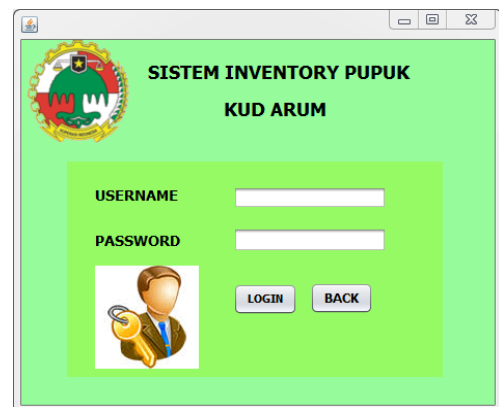 SISTEM INVENTORY PUPUK
KUD ARUM
USERNAME
PASSWORD
LOGIN BACK